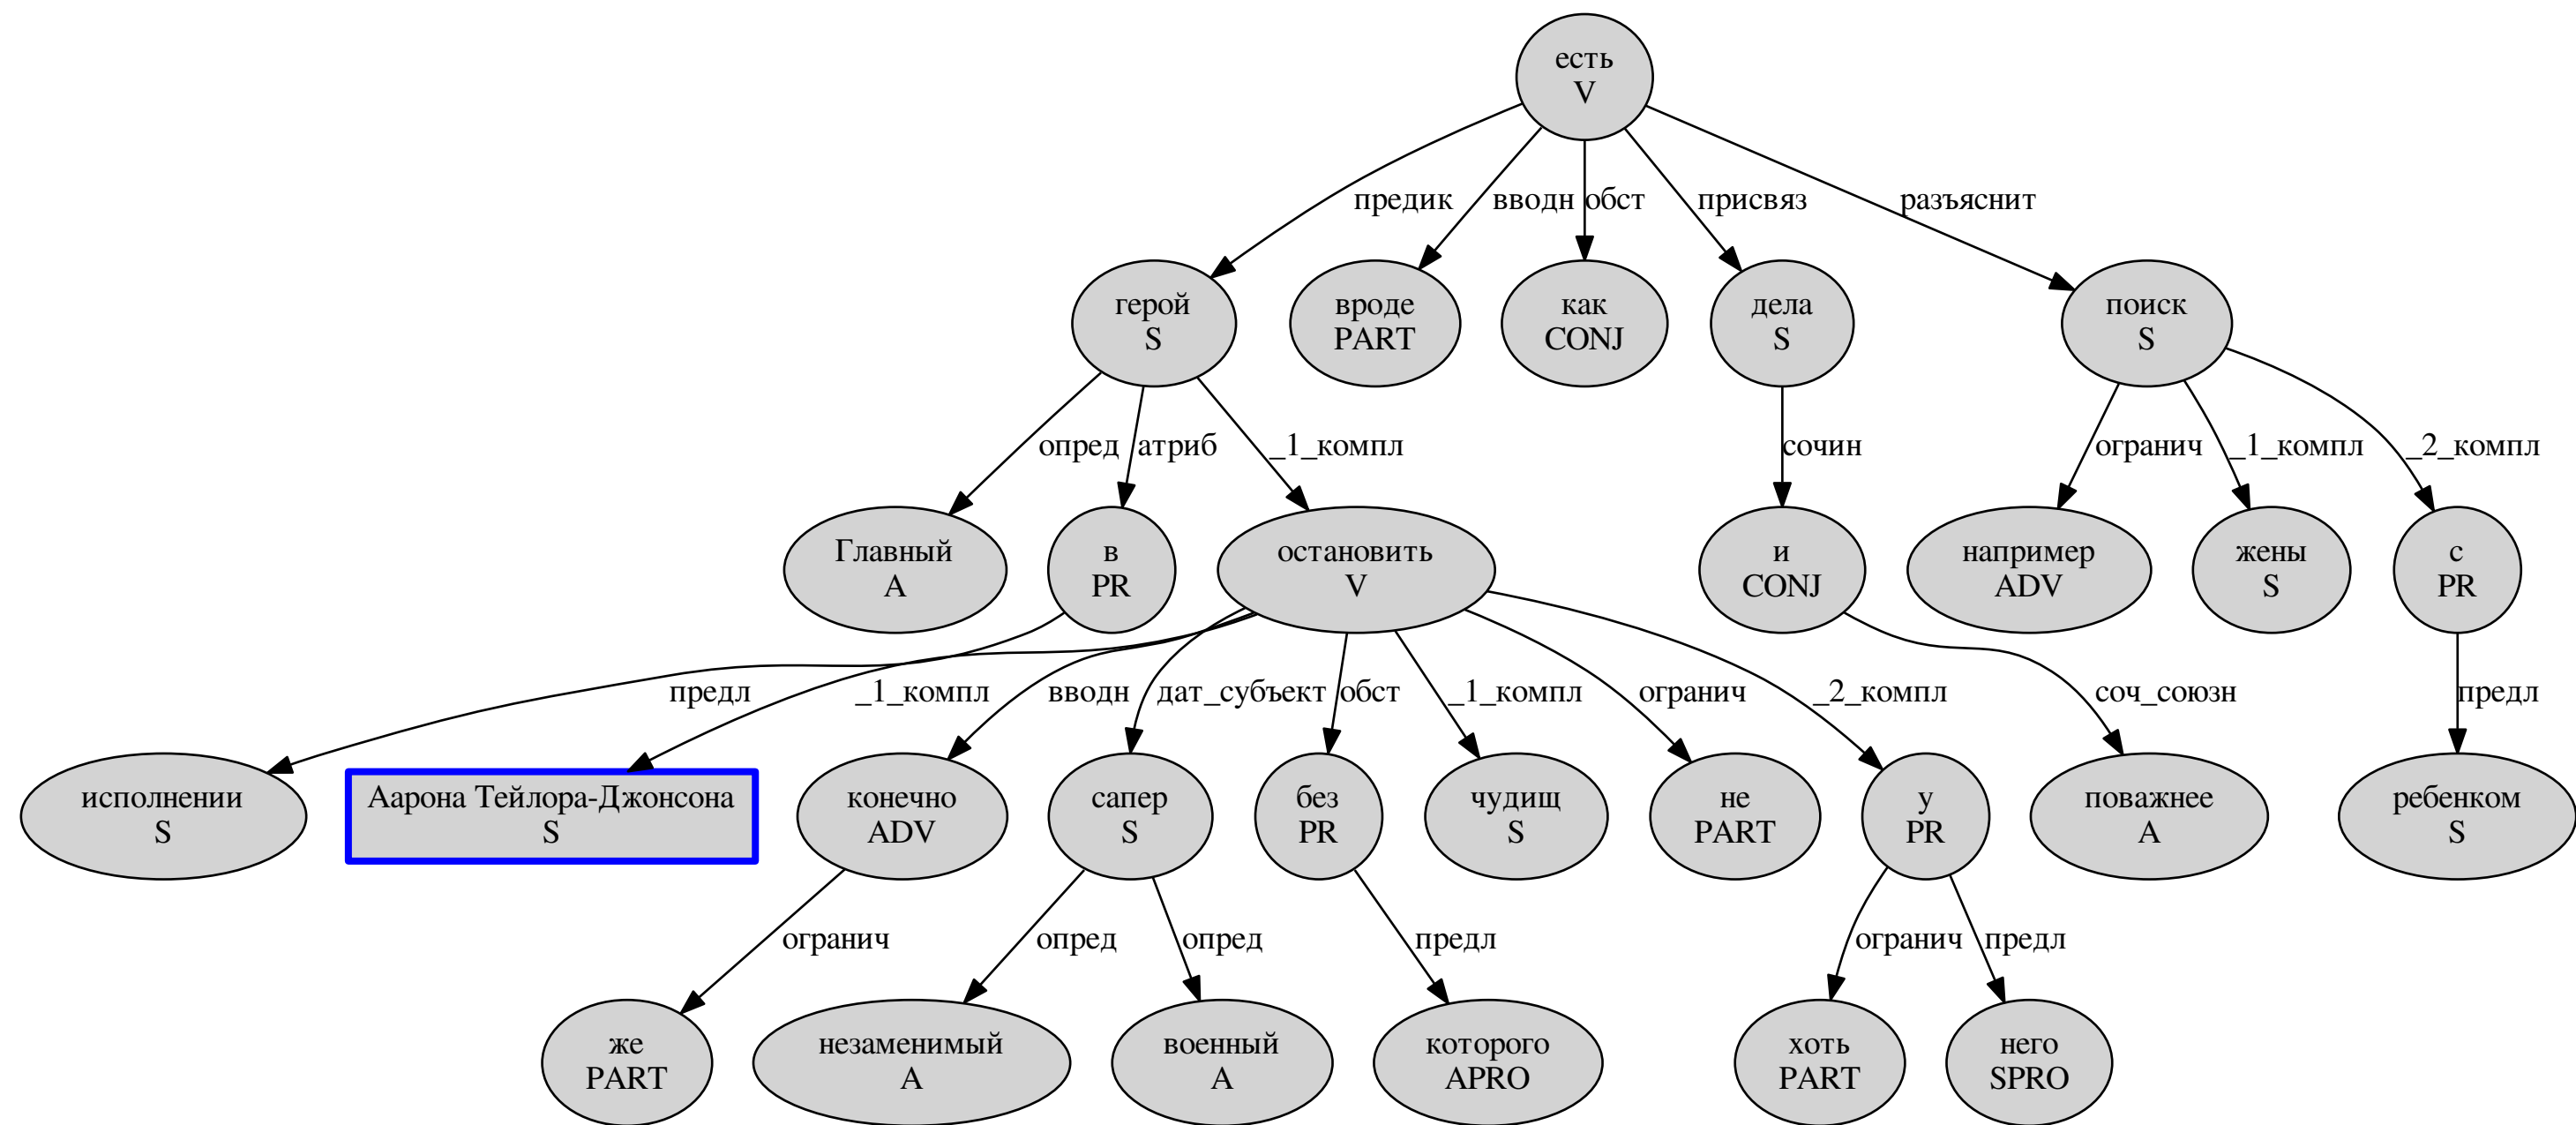 есть
V
предик
вводн
обст
присвяз
разъяснит
герой
S
вроде
PART
как
CONJ
дела
S
поиск
S
опред
атриб
_1_компл
сочин
огранич
_1_компл
_2_компл
Главный
A
в
PR
остановить
V
и
CONJ
например
ADV
жены
S
с
PR
предл
_1_компл
вводн
дат_субъект
обст
_1_компл
огранич
_2_компл
соч_союзн
предл
исполнении
S
Аарона Тейлора-Джонсона
S
конечно
ADV
сапер
S
без
PR
чудищ
S
не
PART
у
PR
поважнее
A
ребенком
S
огранич
опред
опред
предл
огранич
предл
же
PART
незаменимый
A
военный
A
которого
APRO
хоть
PART
него
SPRO